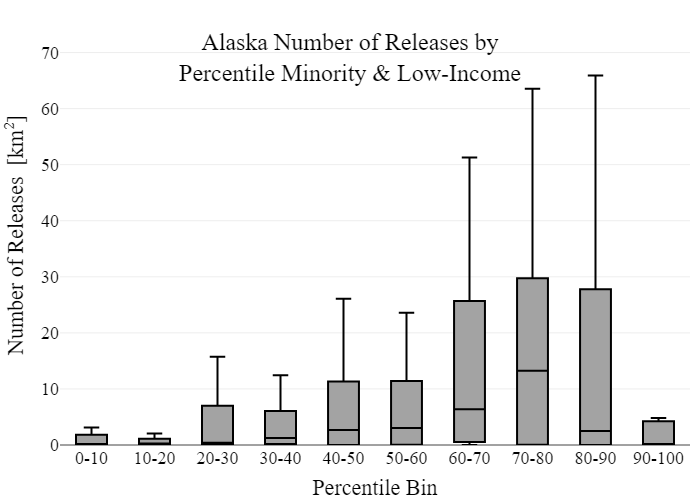 Alaska Number of Releases by
Percentile Minority & Low-Income
Number of Releases [km²]
70
60
50
40
30
20
10
0
0-10 10-20 20-30 30-40 40-50 50-60 60-70 70-80 80-90 90-100
Percentile Bin